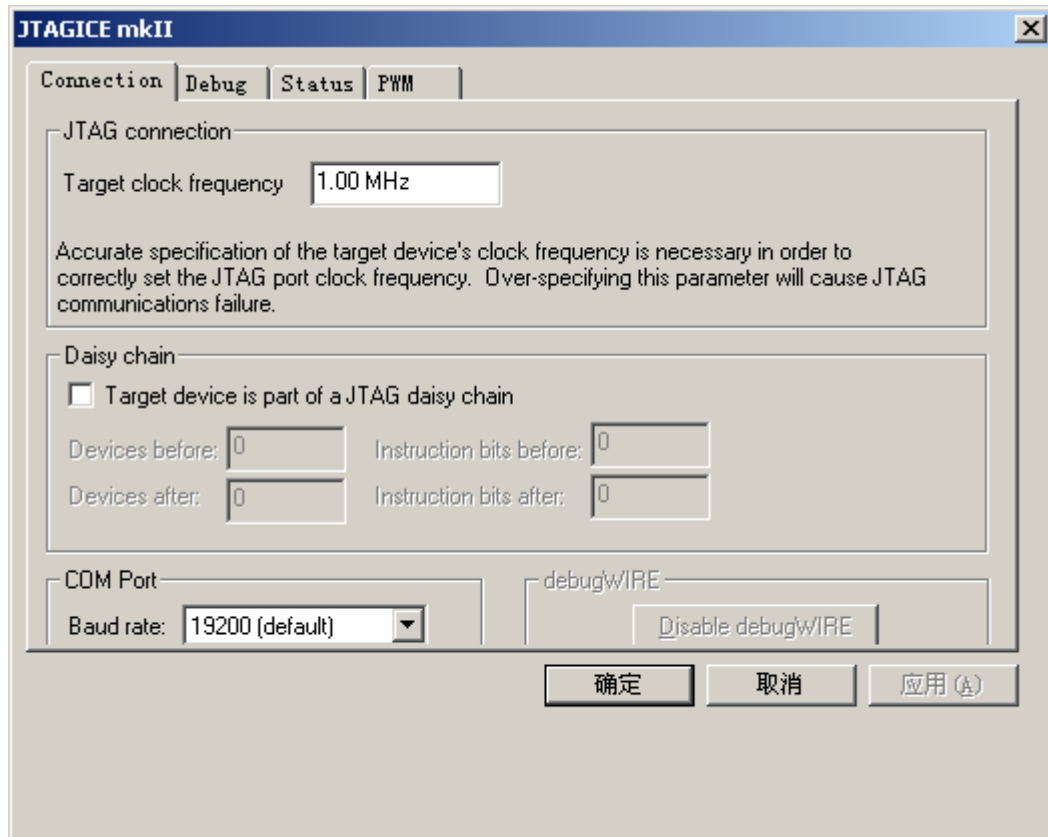 JTAGICE mkII
Connection Debug Status PWM
JTAG connection
Target clock frequency 1.00 MHz
Accurate specification of the target device's clock frequency is necessary in order to
correctly set the JTAG port clock frequency. Over-specifying this parameter will cause JTAG
communications failure.
Daisy chain
Target device is part of a JTAG daisy chain
Devices before: 0 Instruction bits before: 0
Devices after: 0 Instruction bits after: 0
COM Port debugWIRE
Baud rate: 19200 (default) Disable debugWIRE
确定 取消 应用(A)